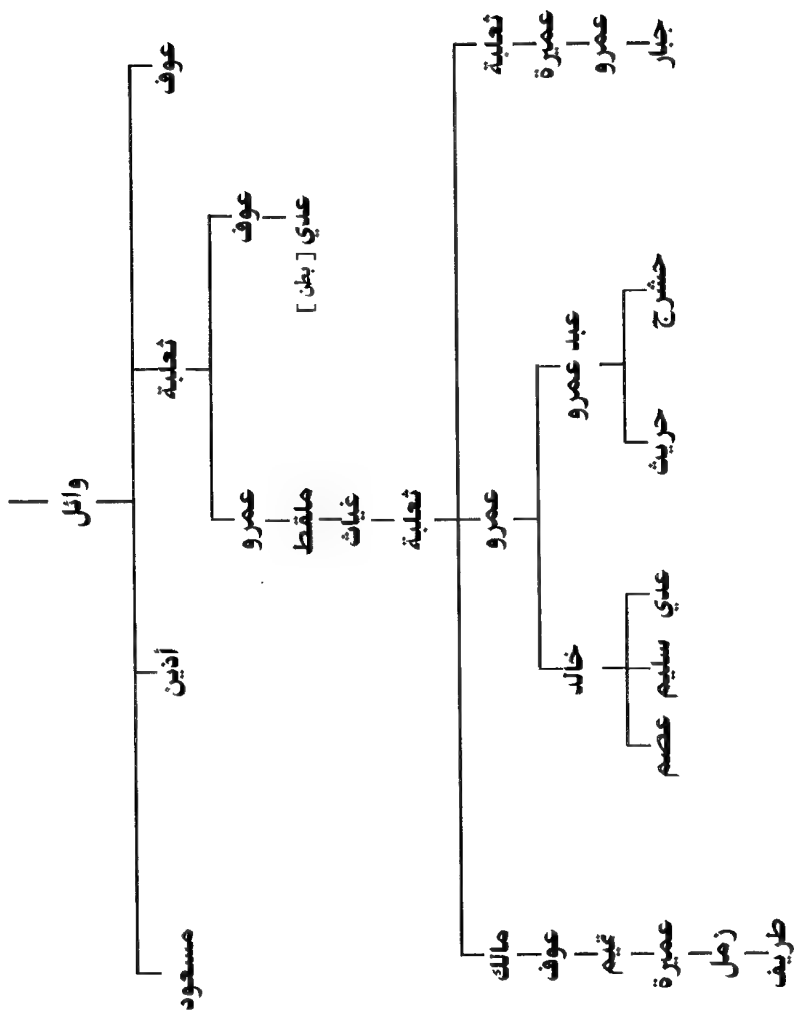 وائل
عوف
ثعلبة
أذين
مسعود
عوف
عمرو
عدي [ بطن ]
ملقط
غياث
ثعلبة
ثعلبة
عمرو
مالك
عميرة
عبد عمرو
خالد
عوف
عمرو
تيم
جبار
حشرج
حريث
عدي
سليم
عصم
عميرة
زمل
طريف